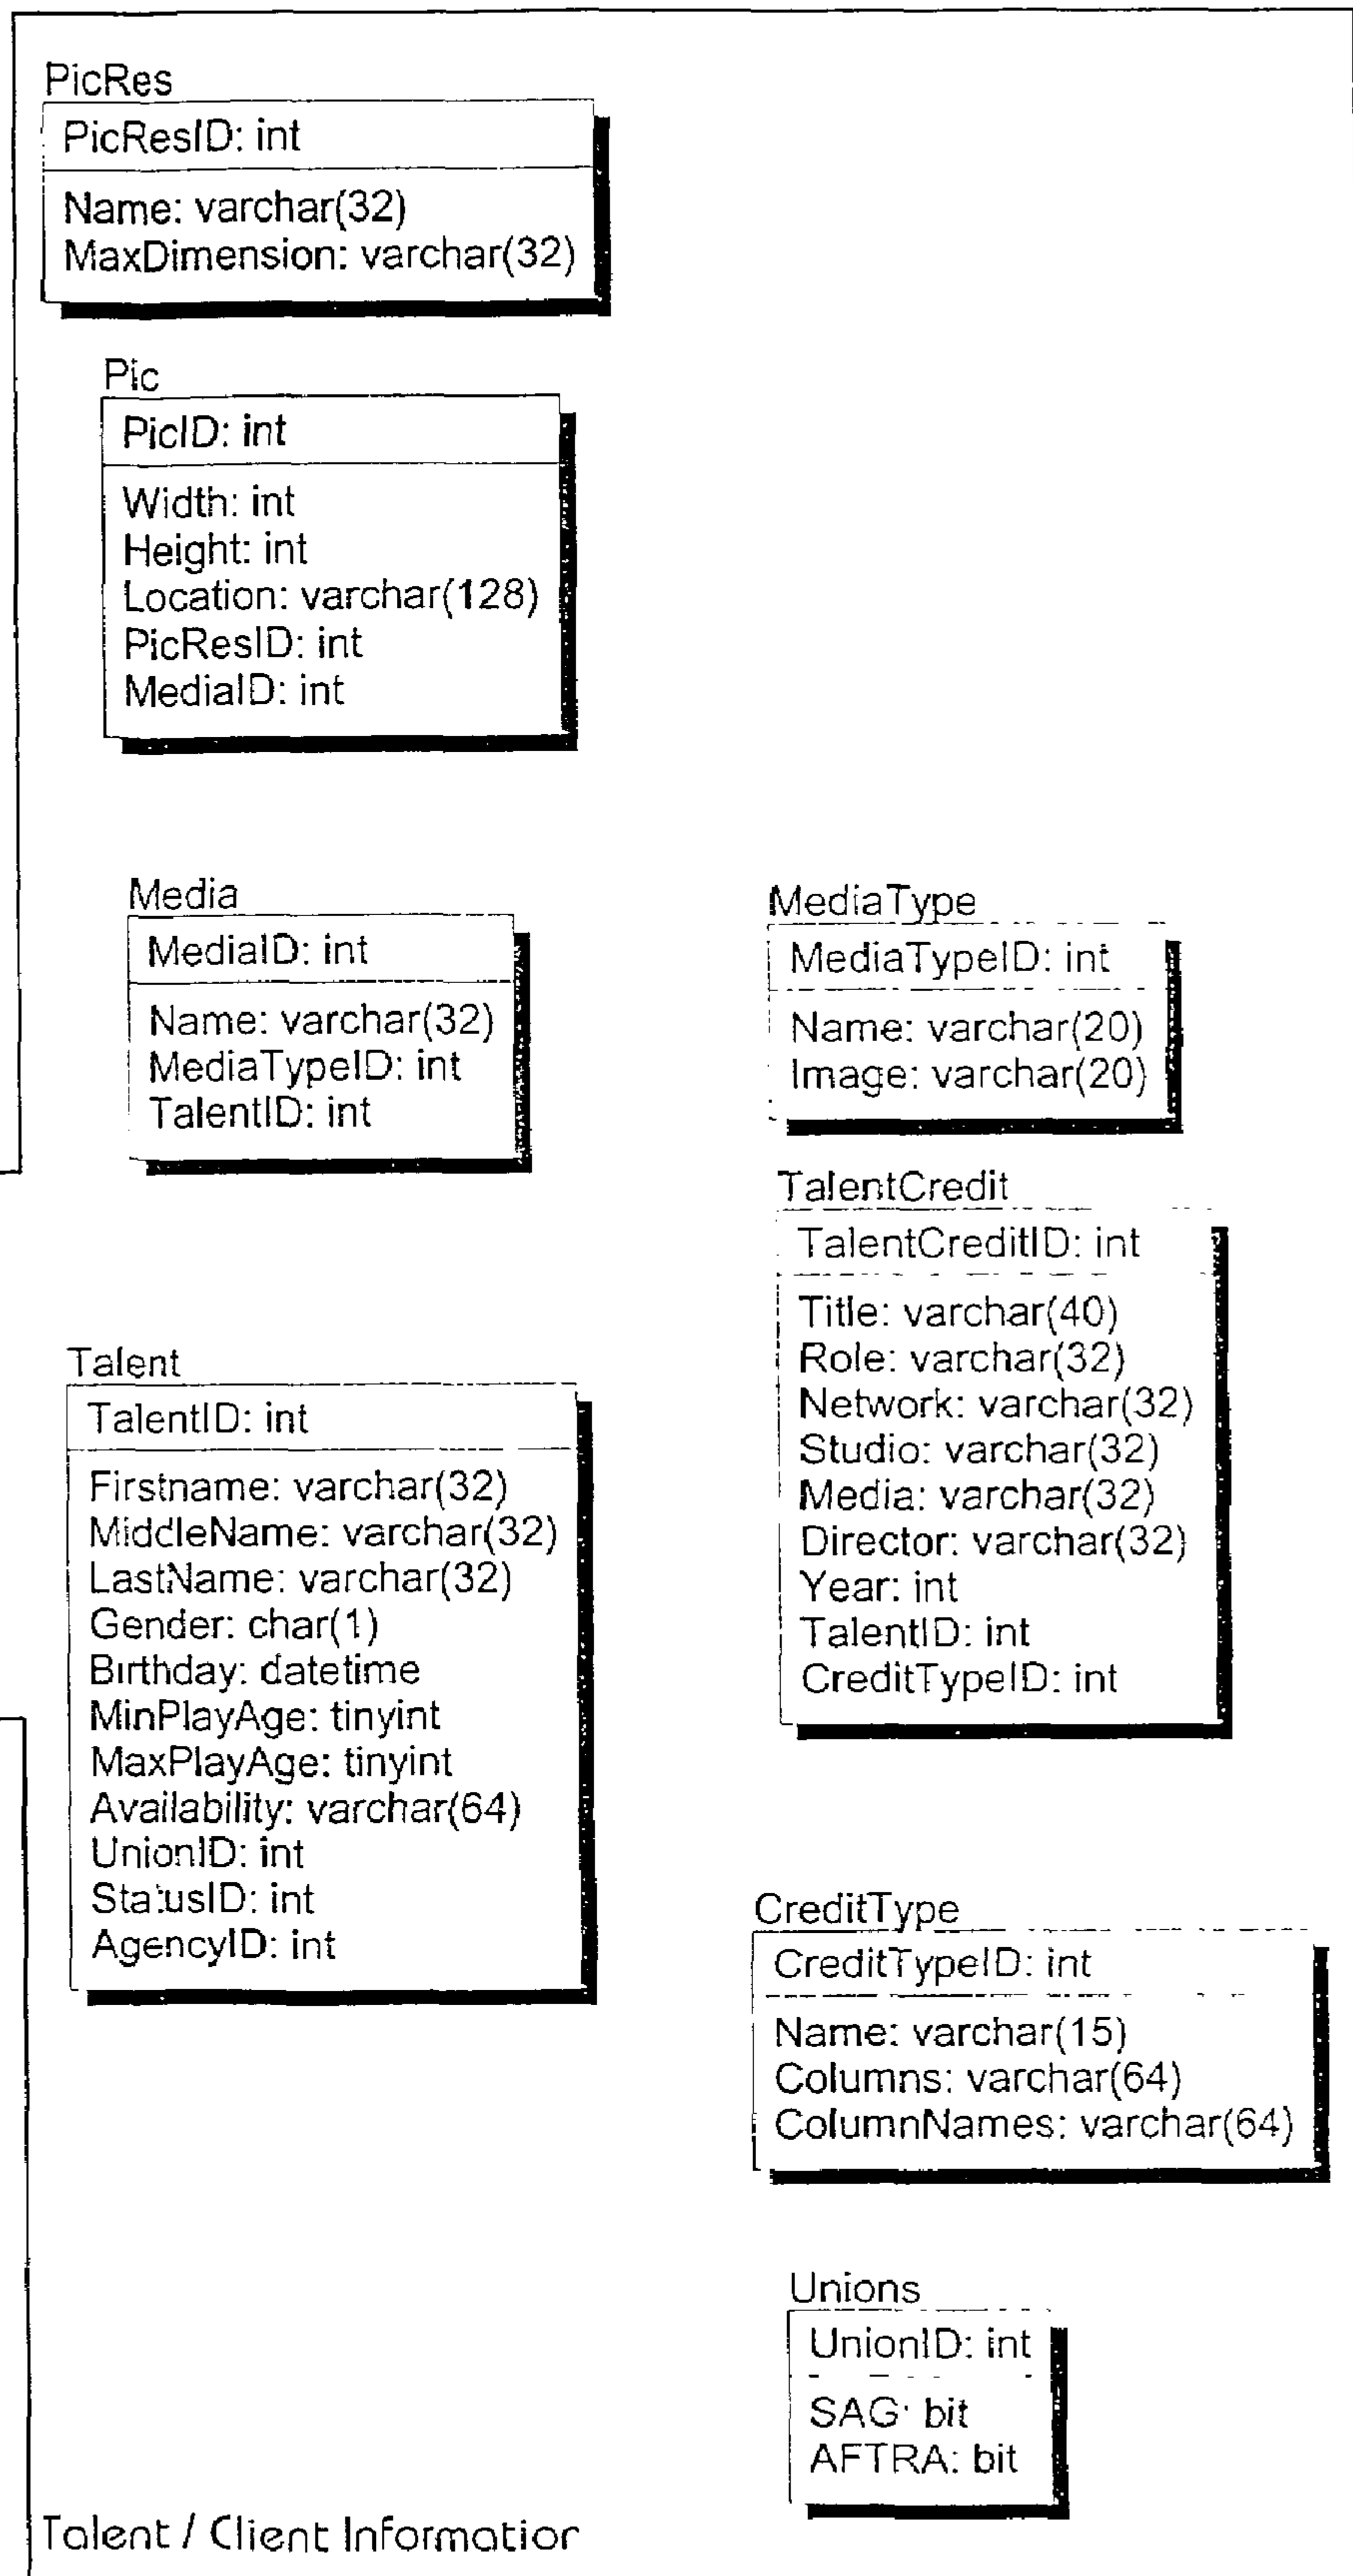 PicRes
PicResID: int
Name: varchar(32)
MaxDimension: varchar(32)
Pic
PicID: int
Width: int
Height: int
Location: varchar(128)
PicResID: int
MediaID: int
Media
MediaID: int
Name: varchar(32)
MediaTypeID: int
TalentID: int
MediaType
MediaTypeID: int
Name: varchar(20)
Image: varchar(20)
TalentCredit
TalentCreditID: int
Title: varchar(40)
Role: varchar(32)
Network: varchar(32)
Studio: varchar(32)
Media: varchar(32)
Director: varchar(32)
Year: int
TalentID: int
CreditTypeID: int
Talent
TalentID: int
Firstname: varchar(32)
MiddleName: varchar(32)
LastName: varchar(32)
Gender: char(1)
Birthday: datetime
MinPlayAge: tinyint
MaxPlayAge: tinyint
Availability: varchar(64)
UnionID: int
StatusID: int
AgencyID: int
CreditType
CreditTypeID: int
Name: varchar(15)
Columns: varchar(64)
ColumnNames: varchar(64)
Unions
UnionID: int
SAG: bit
AFTRA: bit
Talent / Client Information